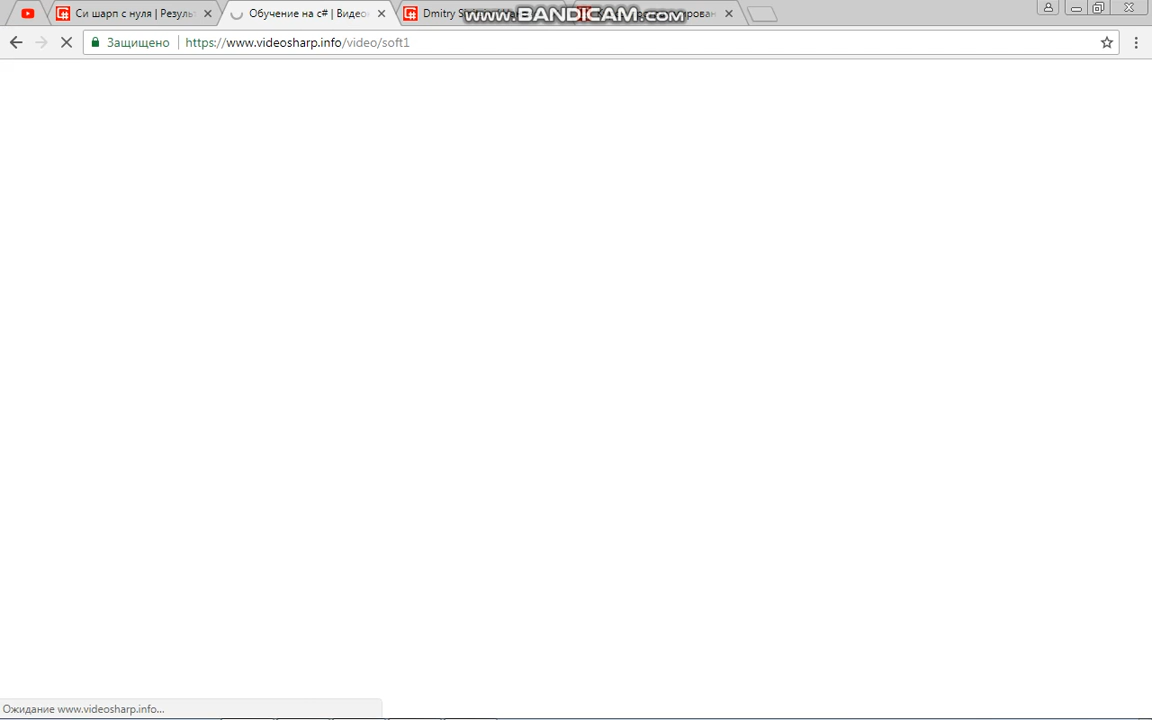 Си шарп с нуля | Резуль
Обучение на c# | Видео
Dmitry
www.BANDICAM.com
Защищено
https://www.videosharp.info/video/soft1
Ожидание www.videosharp.info...